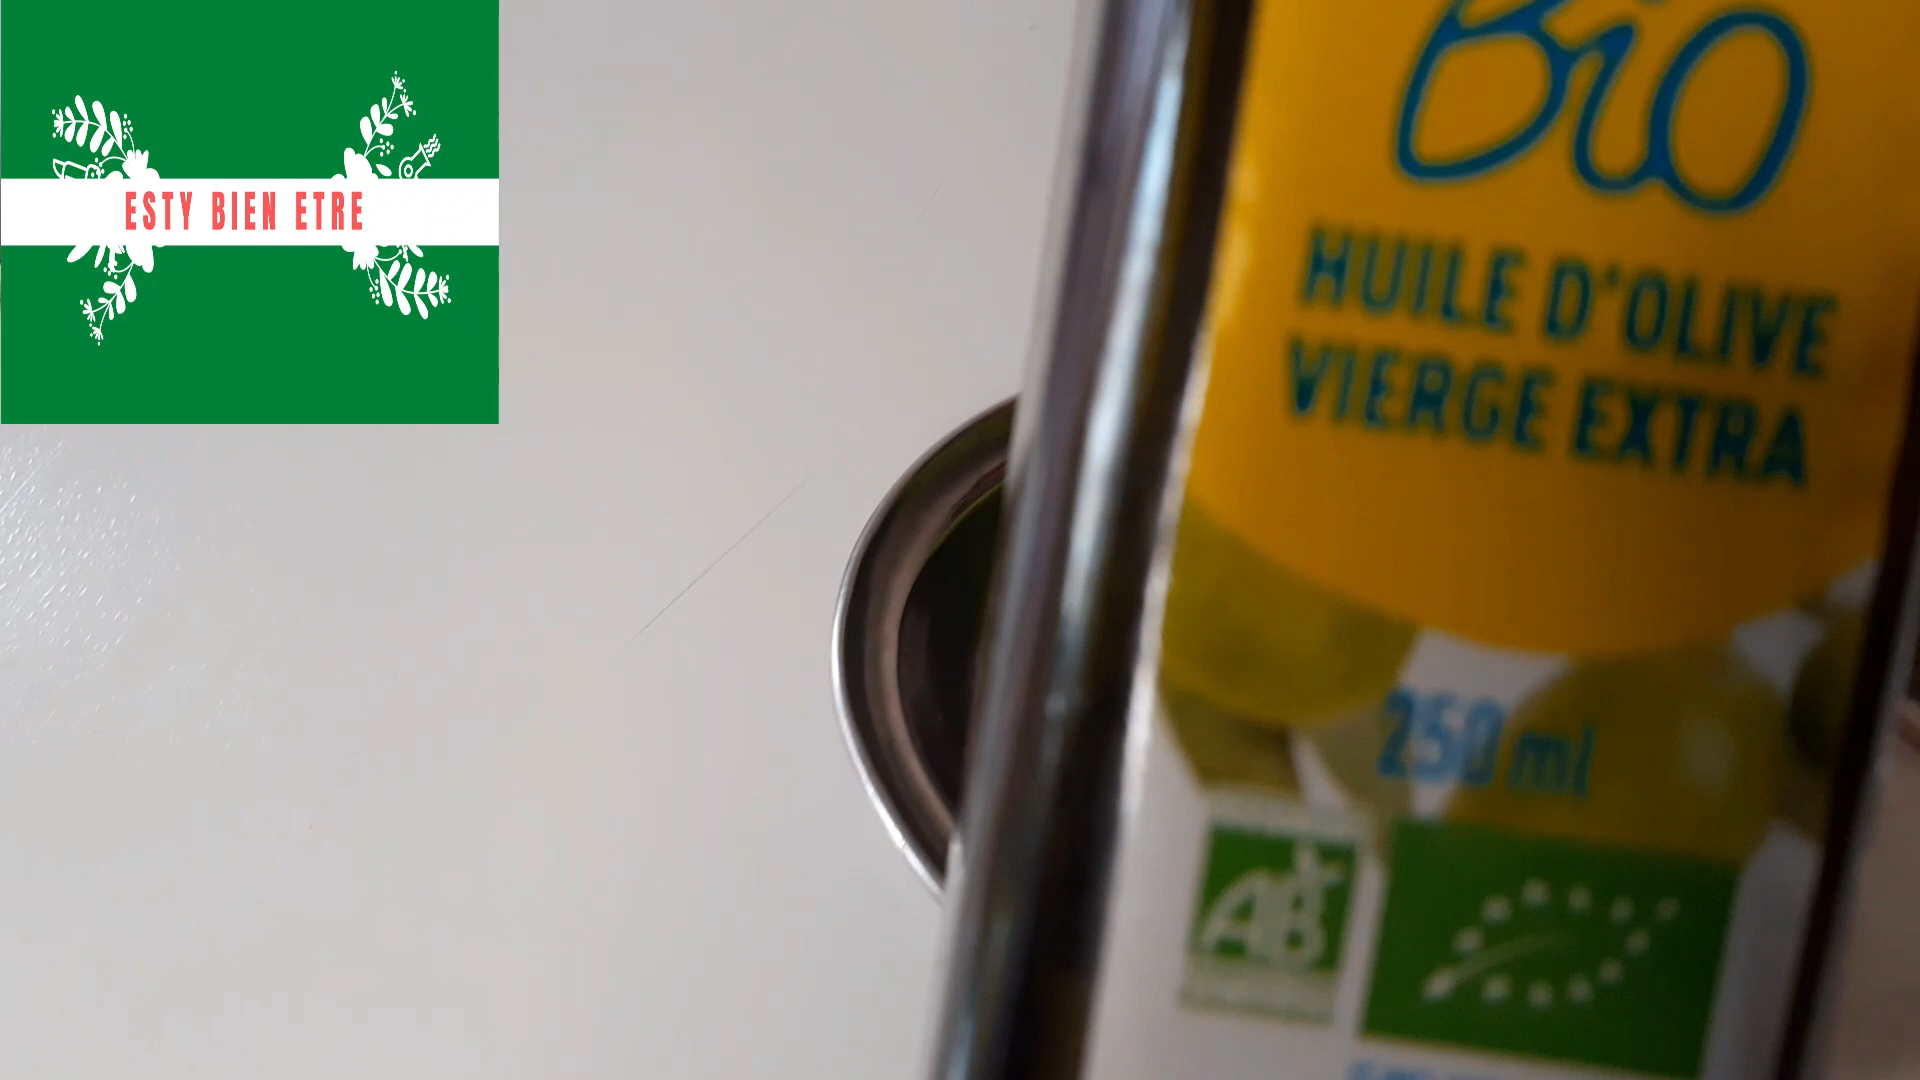 ESTY BIEN ETRE
Bio
HUILE D'OLIVE
VIERGE EXTRA
250 ml
AB